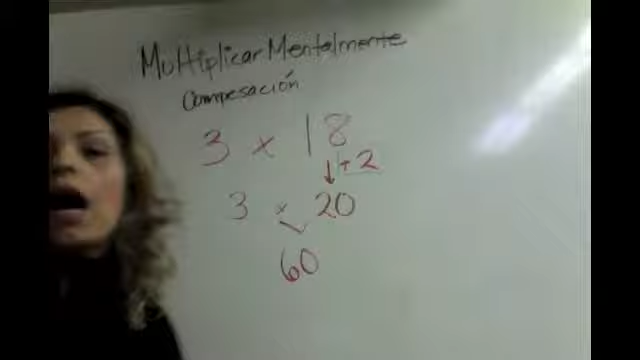 Multiplicar Mentalmente
Compesación
3 x 18
+2
3 x 20
60